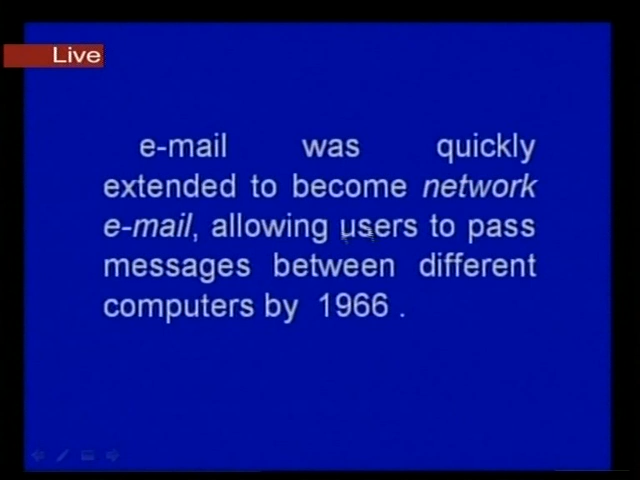 Live
e-mail was quickly
extended to become network
e-mail, allowing users to pass
messages between different
computers by 1966 .